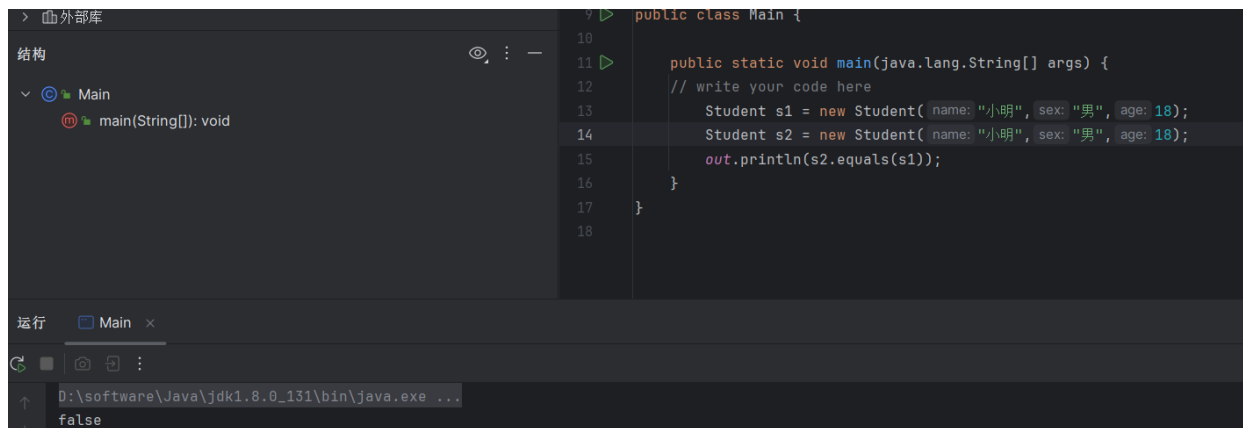 外部库
结构
Main
main(String[]): void
9 public class Main {
10
11 public static void main(java.lang.String[] args) {
12 // write your code here
13 Student s1 = new Student( name: "小明", sex: "男", age: 18);
14 Student s2 = new Student( name: "小明", sex: "男", age: 18);
15 out.println(s2.equals(s1));
16 }
17 }
18
运行 Main
D:\software\Java\jdk1.8.0_131\bin\java.exe ...
false